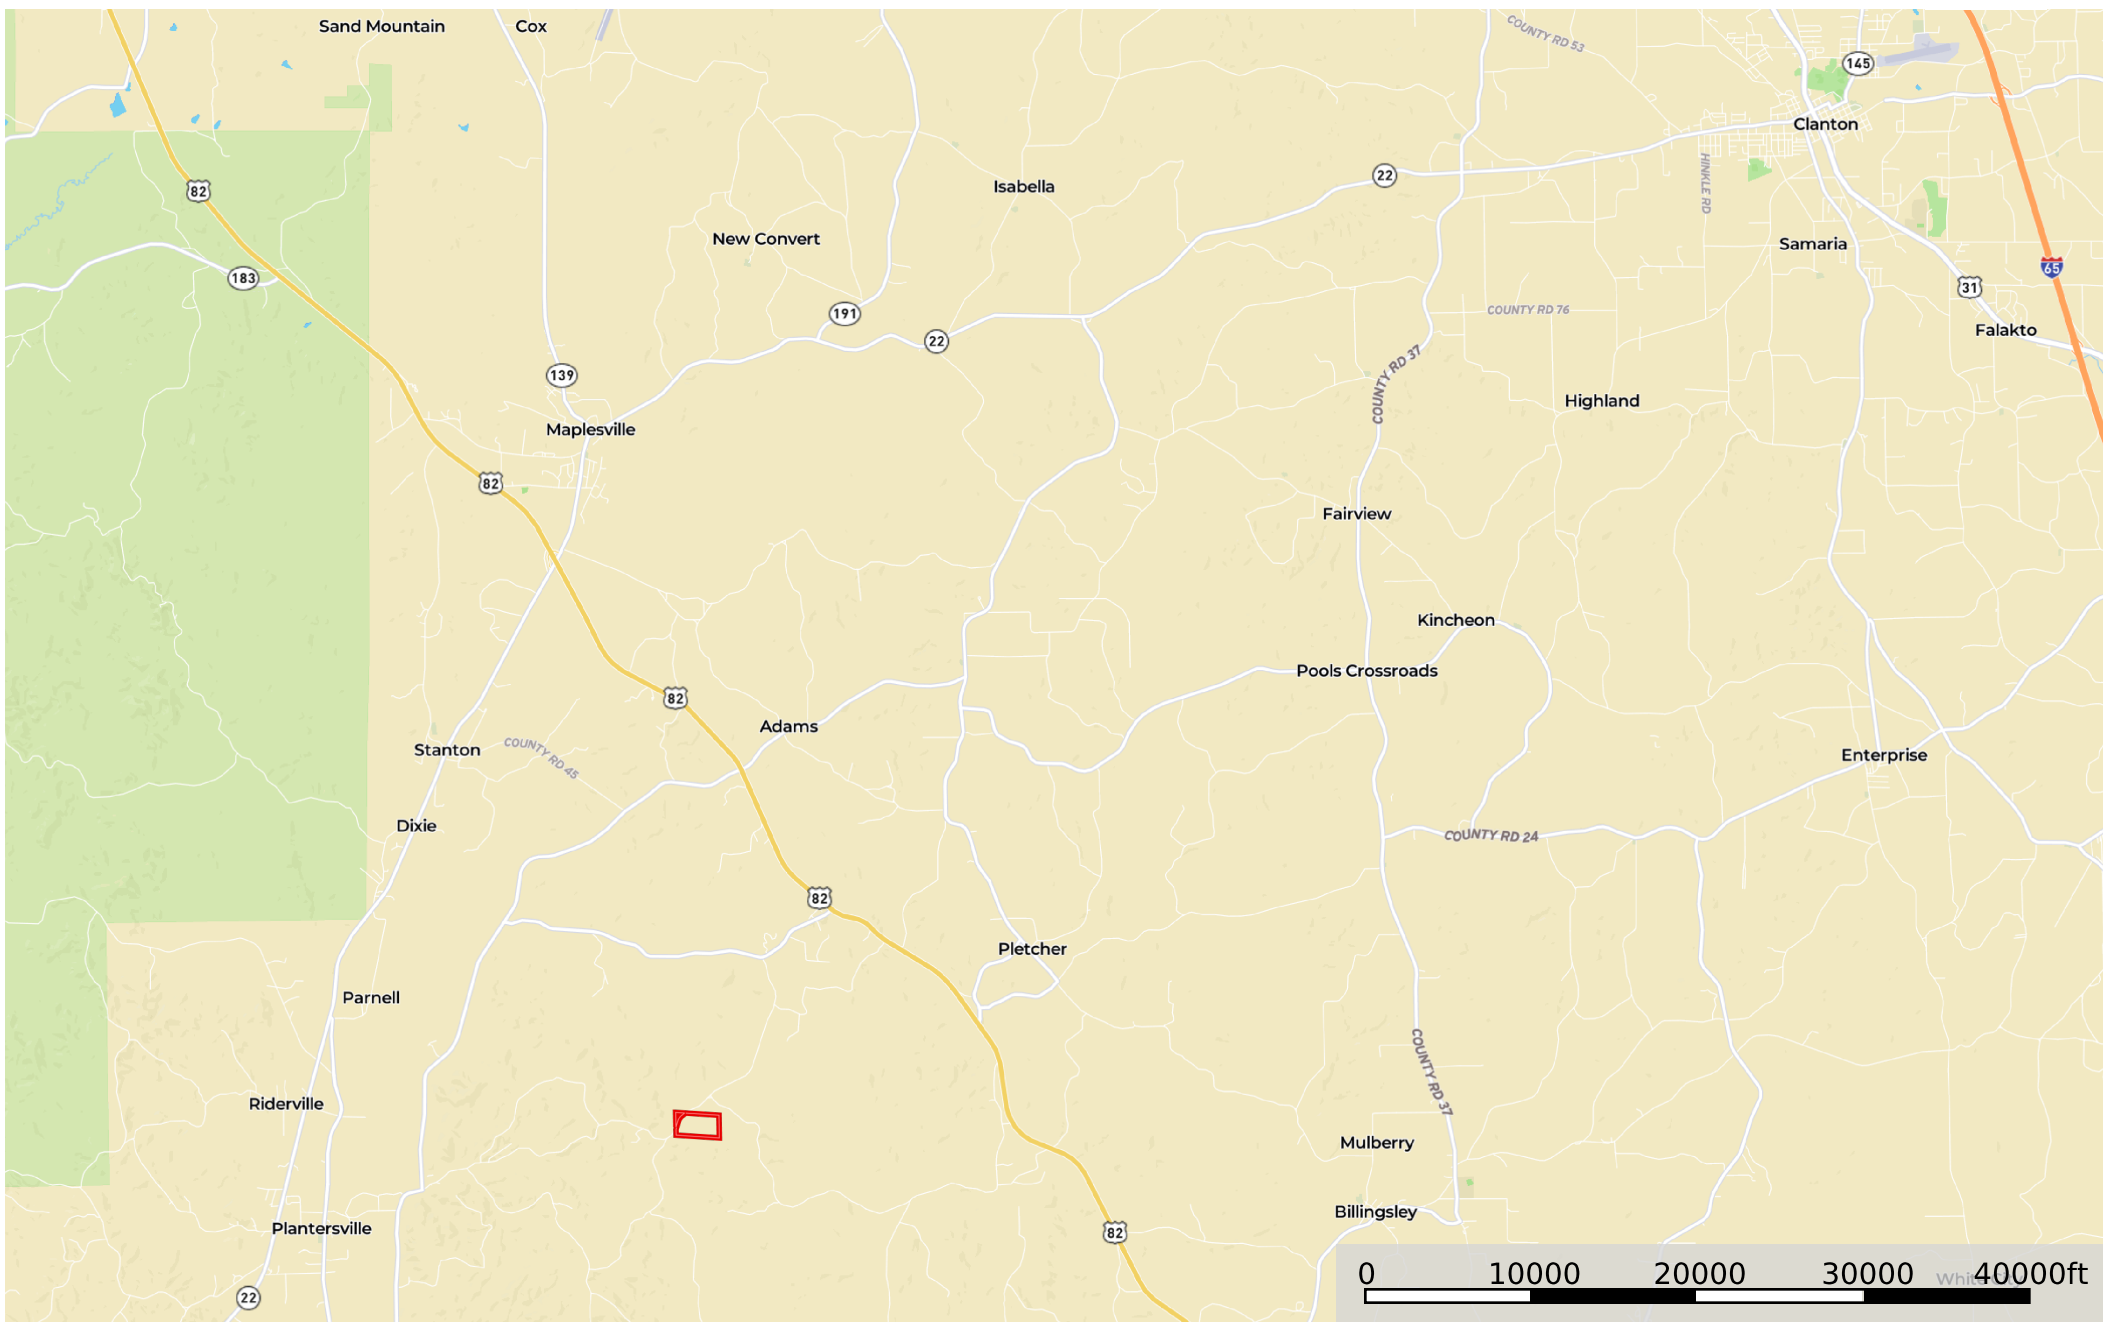 Sand Mountain
Cox
COUNTY RD 53
145
Clanton
82
22
Isabella
HINKLE RD
New Convert
Samaria
183
65
31
191
COUNTY RD 76
22
Falakto
COUNTY RD 37
139
Highland
Maplesville
82
Fairview
Kincheon
Pools Crossroads
82
Adams
Stanton
COUNTY RD 45
Enterprise
Dixie
COUNTY RD 24
82
Pletcher
Parnell
COUNTY RD 37
Riderville
Mulberry
Billingsley
Plantersville
82
0 10000 20000 30000 40000ft
22